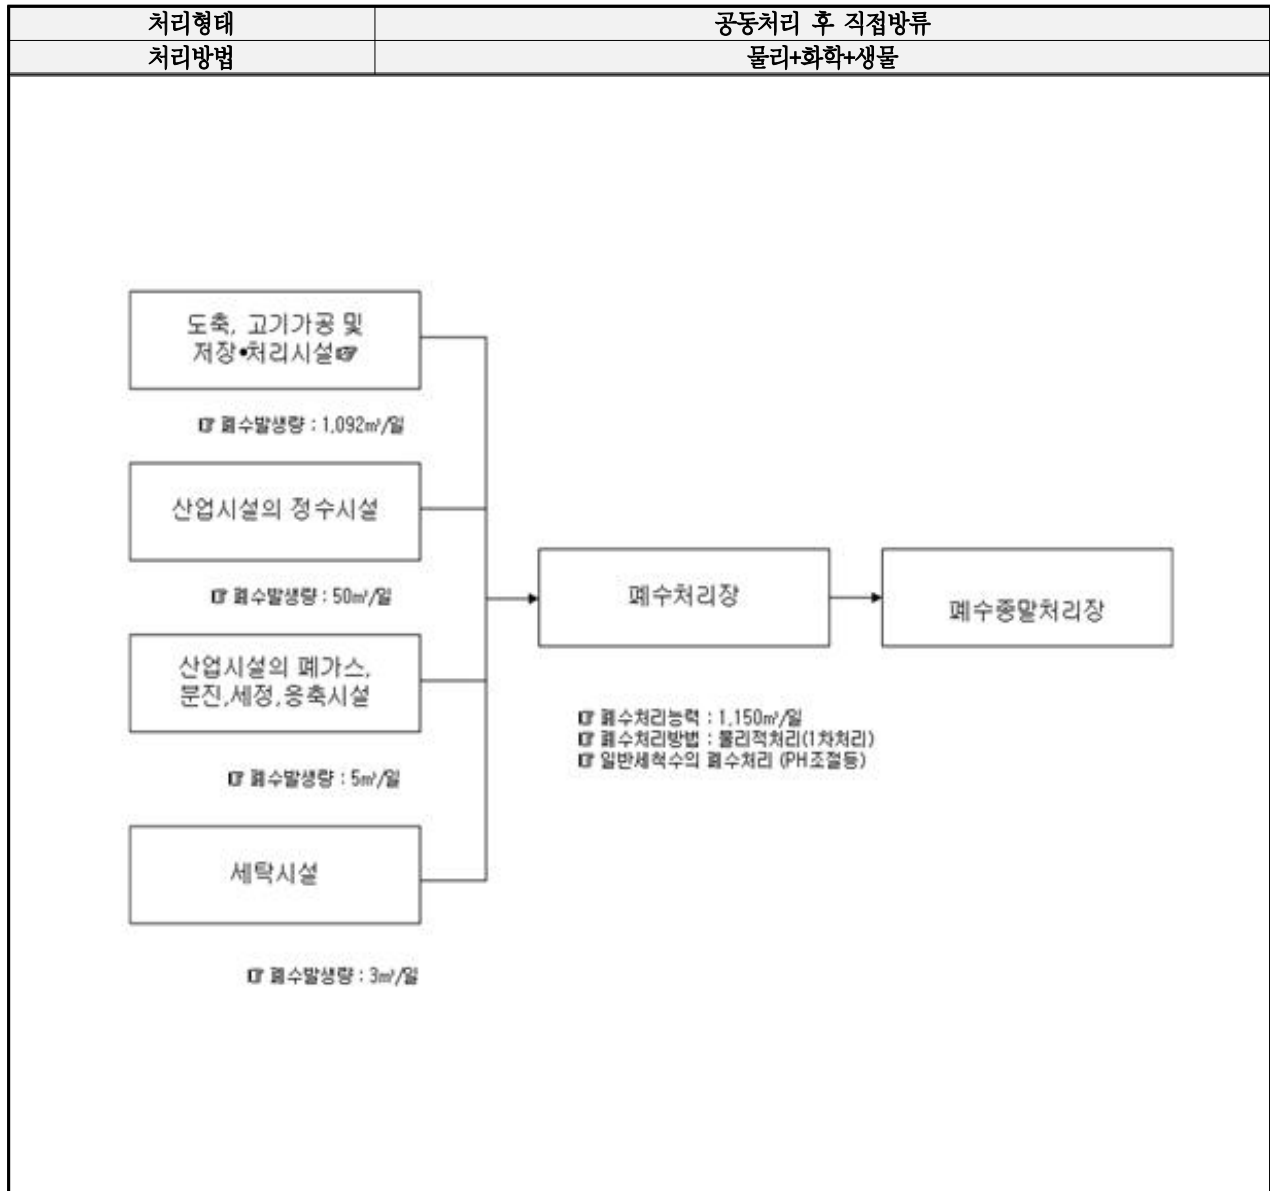 처리형태 공동처리 후 직접방류
처리방법 물리+화학+생물
도축, 고기가공 및
저장•처리시설☞
☞ 폐수발생량 : 1,092㎥/일
산업시설의 정수시설
☞ 폐수발생량 : 50㎥/일
산업시설의 폐가스,
분진,세정,응축시설
☞ 폐수발생량 : 5㎥/일
세탁시설
☞ 폐수발생량 : 3㎥/일
폐수처리장
☞ 폐수처리능력 : 1,150㎥/일
☞ 폐수처리방법 : 물리적처리(1차처리)
☞ 일반세척수의 폐수처리 (PH조절등)
폐수종말처리장